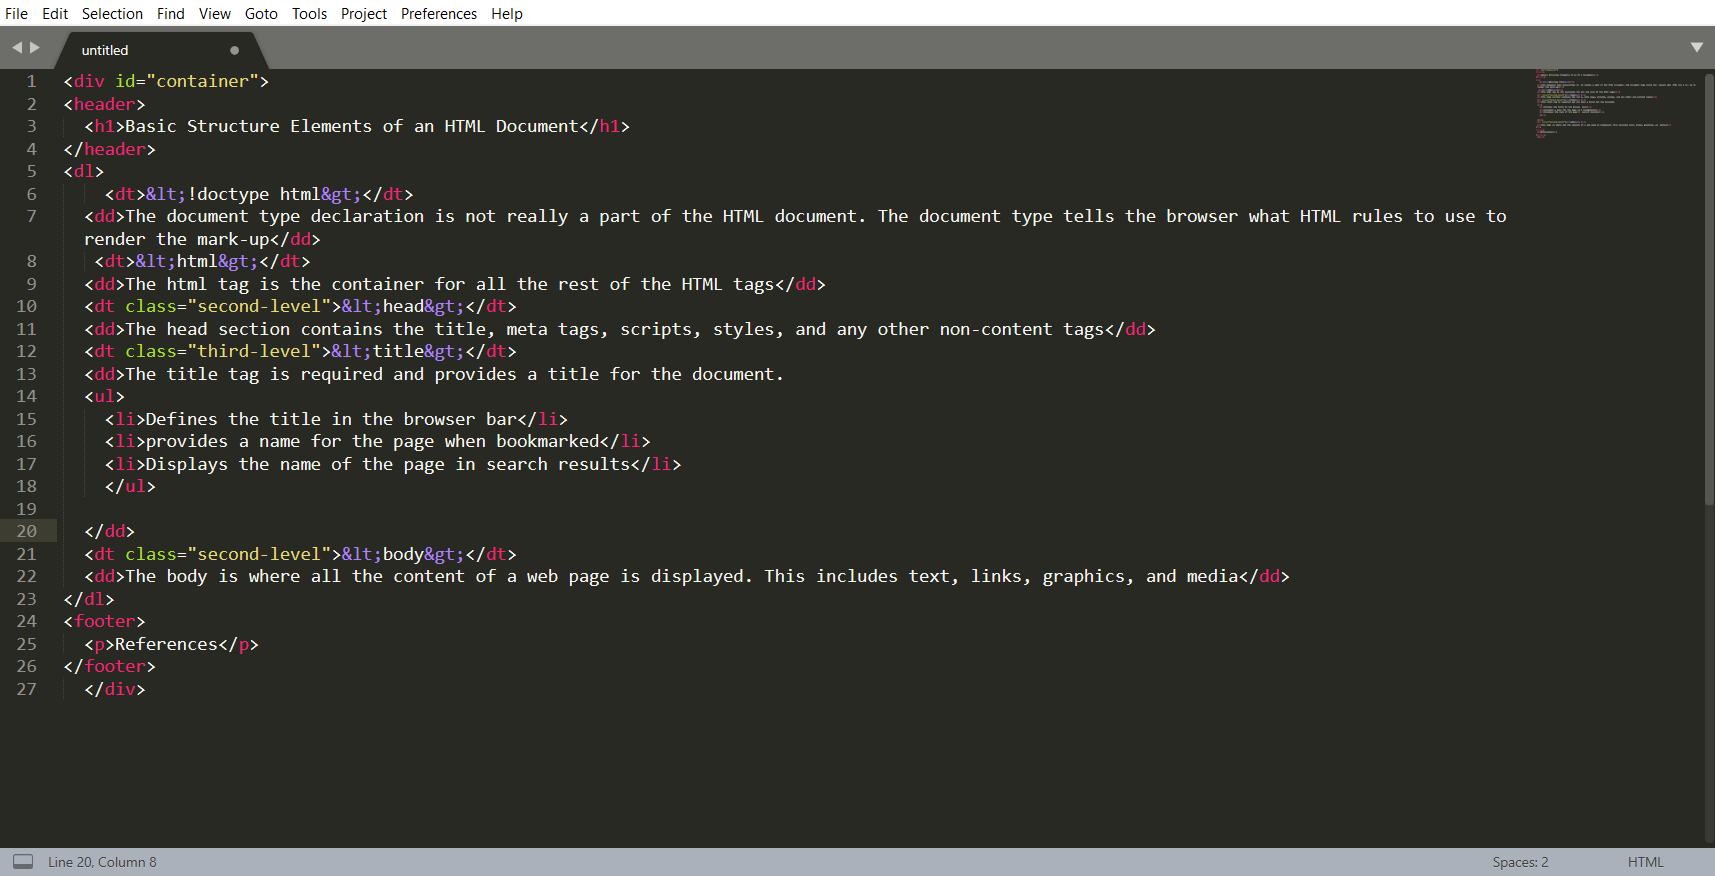 File Edit Selection Find View Goto Tools Project Preferences Help
untitled
1 <div id="container">
2 <header>
3   <h1>Basic Structure Elements of an HTML Document</h1>
4 </header>
5 <dl>
6     <dt>&lt;!doctype html&gt;</dt>
7   <dd>The document type declaration is not really a part of the HTML document. The document type tells the browser what HTML rules to use to
  render the mark-up</dd>
8    <dt>&lt;html&gt;</dt>
9   <dd>The html tag is the container for all the rest of the HTML tags</dd>
10   <dt class="second-level">&lt;head&gt;</dt>
11   <dd>The head section contains the title, meta tags, scripts, styles, and any other non-content tags</dd>
12   <dt class="third-level">&lt;title&gt;</dt>
13   <dd>The title tag is required and provides a title for the document.
14   <ul>
15     <li>Defines the title in the browser bar</li>
16     <li>provides a name for the page when bookmarked</li>
17     <li>Displays the name of the page in search results</li>
18     </ul>
19
20   </dd>
21   <dt class="second-level">&lt;body&gt;</dt>
22   <dd>The body is where all the content of a web page is displayed. This includes text, links, graphics, and media</dd>
23 </dl>
24 <footer>
25   <p>References</p>
26 </footer>
27   </div>
Line 20, Column 8 Spaces: 2 HTML